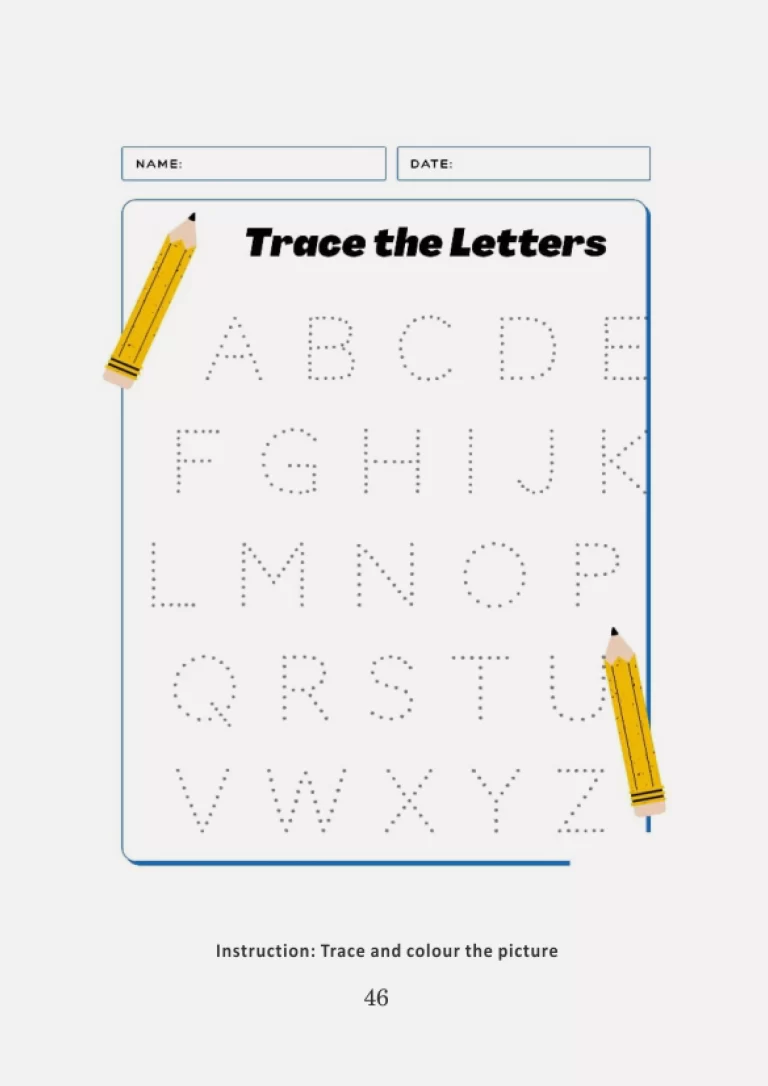 NAME: DATE:
Trace the Letters
A B C D E
F G H I J K
L M N O P
Q R S T U
V W X Y Z
Instruction: Trace and colour the picture
46